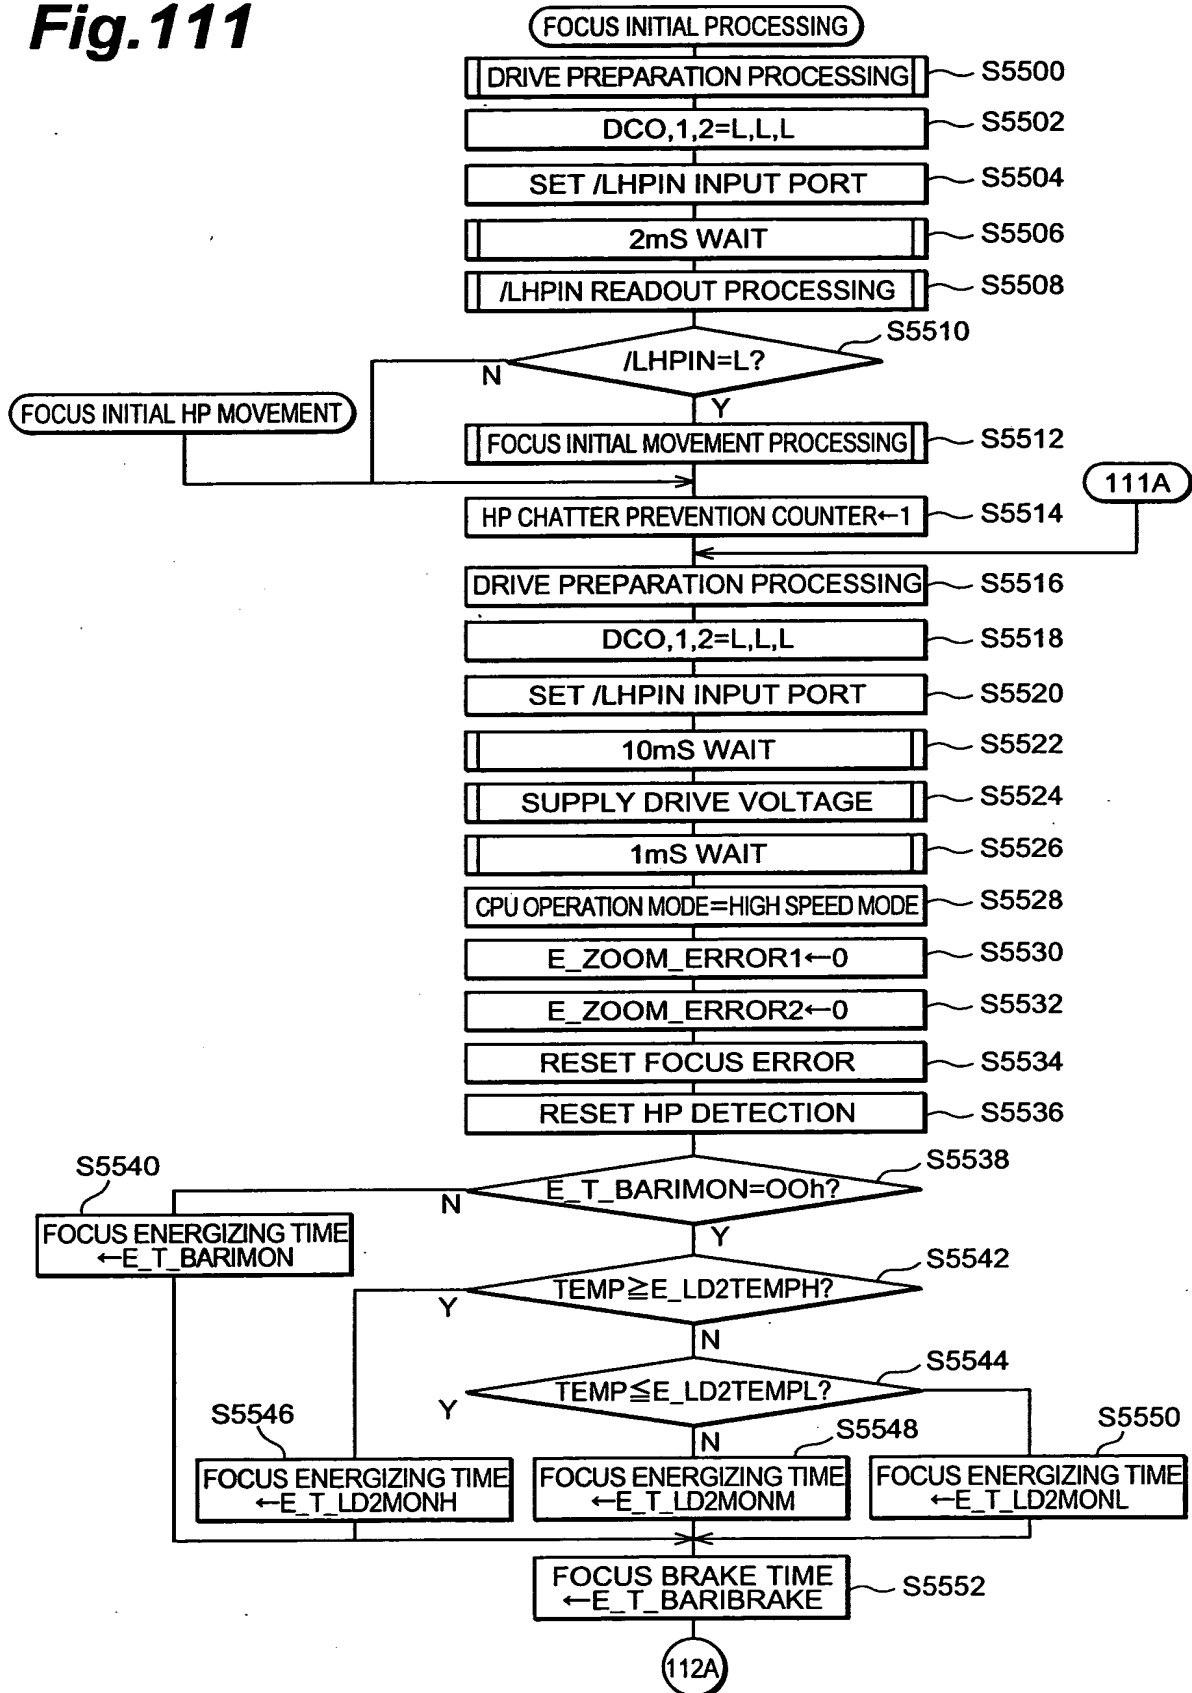 Fig.111
FOCUS INITIAL PROCESSING
DRIVE PREPARATION PROCESSING
S5500
DCO,1,2=L,L,L
S5502
SET /LHPIN INPUT PORT
S5504
2mS WAIT
S5506
/LHPIN READOUT PROCESSING
S5508
S5510
/LHPIN=L?
N
Y
FOCUS INITIAL HP MOVEMENT
FOCUS INITIAL MOVEMENT PROCESSING
S5512
111A
HP CHATTER PREVENTION COUNTER←1
S5514
DRIVE PREPARATION PROCESSING
S5516
DCO,1,2=L,L,L
S5518
SET /LHPIN INPUT PORT
S5520
10mS WAIT
S5522
SUPPLY DRIVE VOLTAGE
S5524
1mS WAIT
S5526
CPU OPERATION MODE=HIGH SPEED MODE
S5528
E_ZOOM_ERROR1←0
S5530
E_ZOOM_ERROR2←0
S5532
RESET FOCUS ERROR
S5534
RESET HP DETECTION
S5536
S5538
E_T_BARIMON=OOh?
N
Y
S5540
FOCUS ENERGIZING TIME
←E_T_BARIMON
S5542
TEMP≧E_LD2TEMPH?
Y
N
S5544
TEMP≦E_LD2TEMPL?
Y
N
S5546
FOCUS ENERGIZING TIME
←E_T_LD2MONH
S5548
FOCUS ENERGIZING TIME
←E_T_LD2MONM
S5550
FOCUS ENERGIZING TIME
←E_T_LD2MONL
FOCUS BRAKE TIME
←E_T_BARIBRAKE
S5552
112A